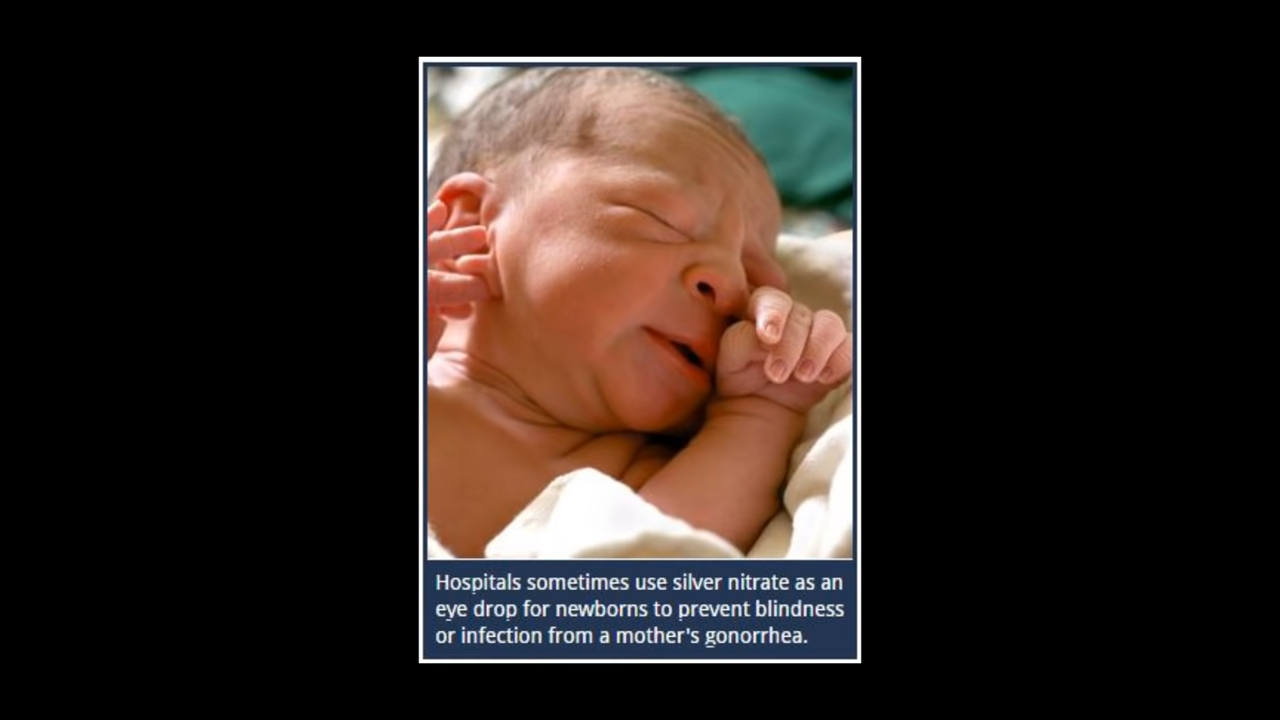 Hospitals sometimes use silver nitrate as an
eye drop for newborns to prevent blindness
or infection from a mother's gonorrhea.